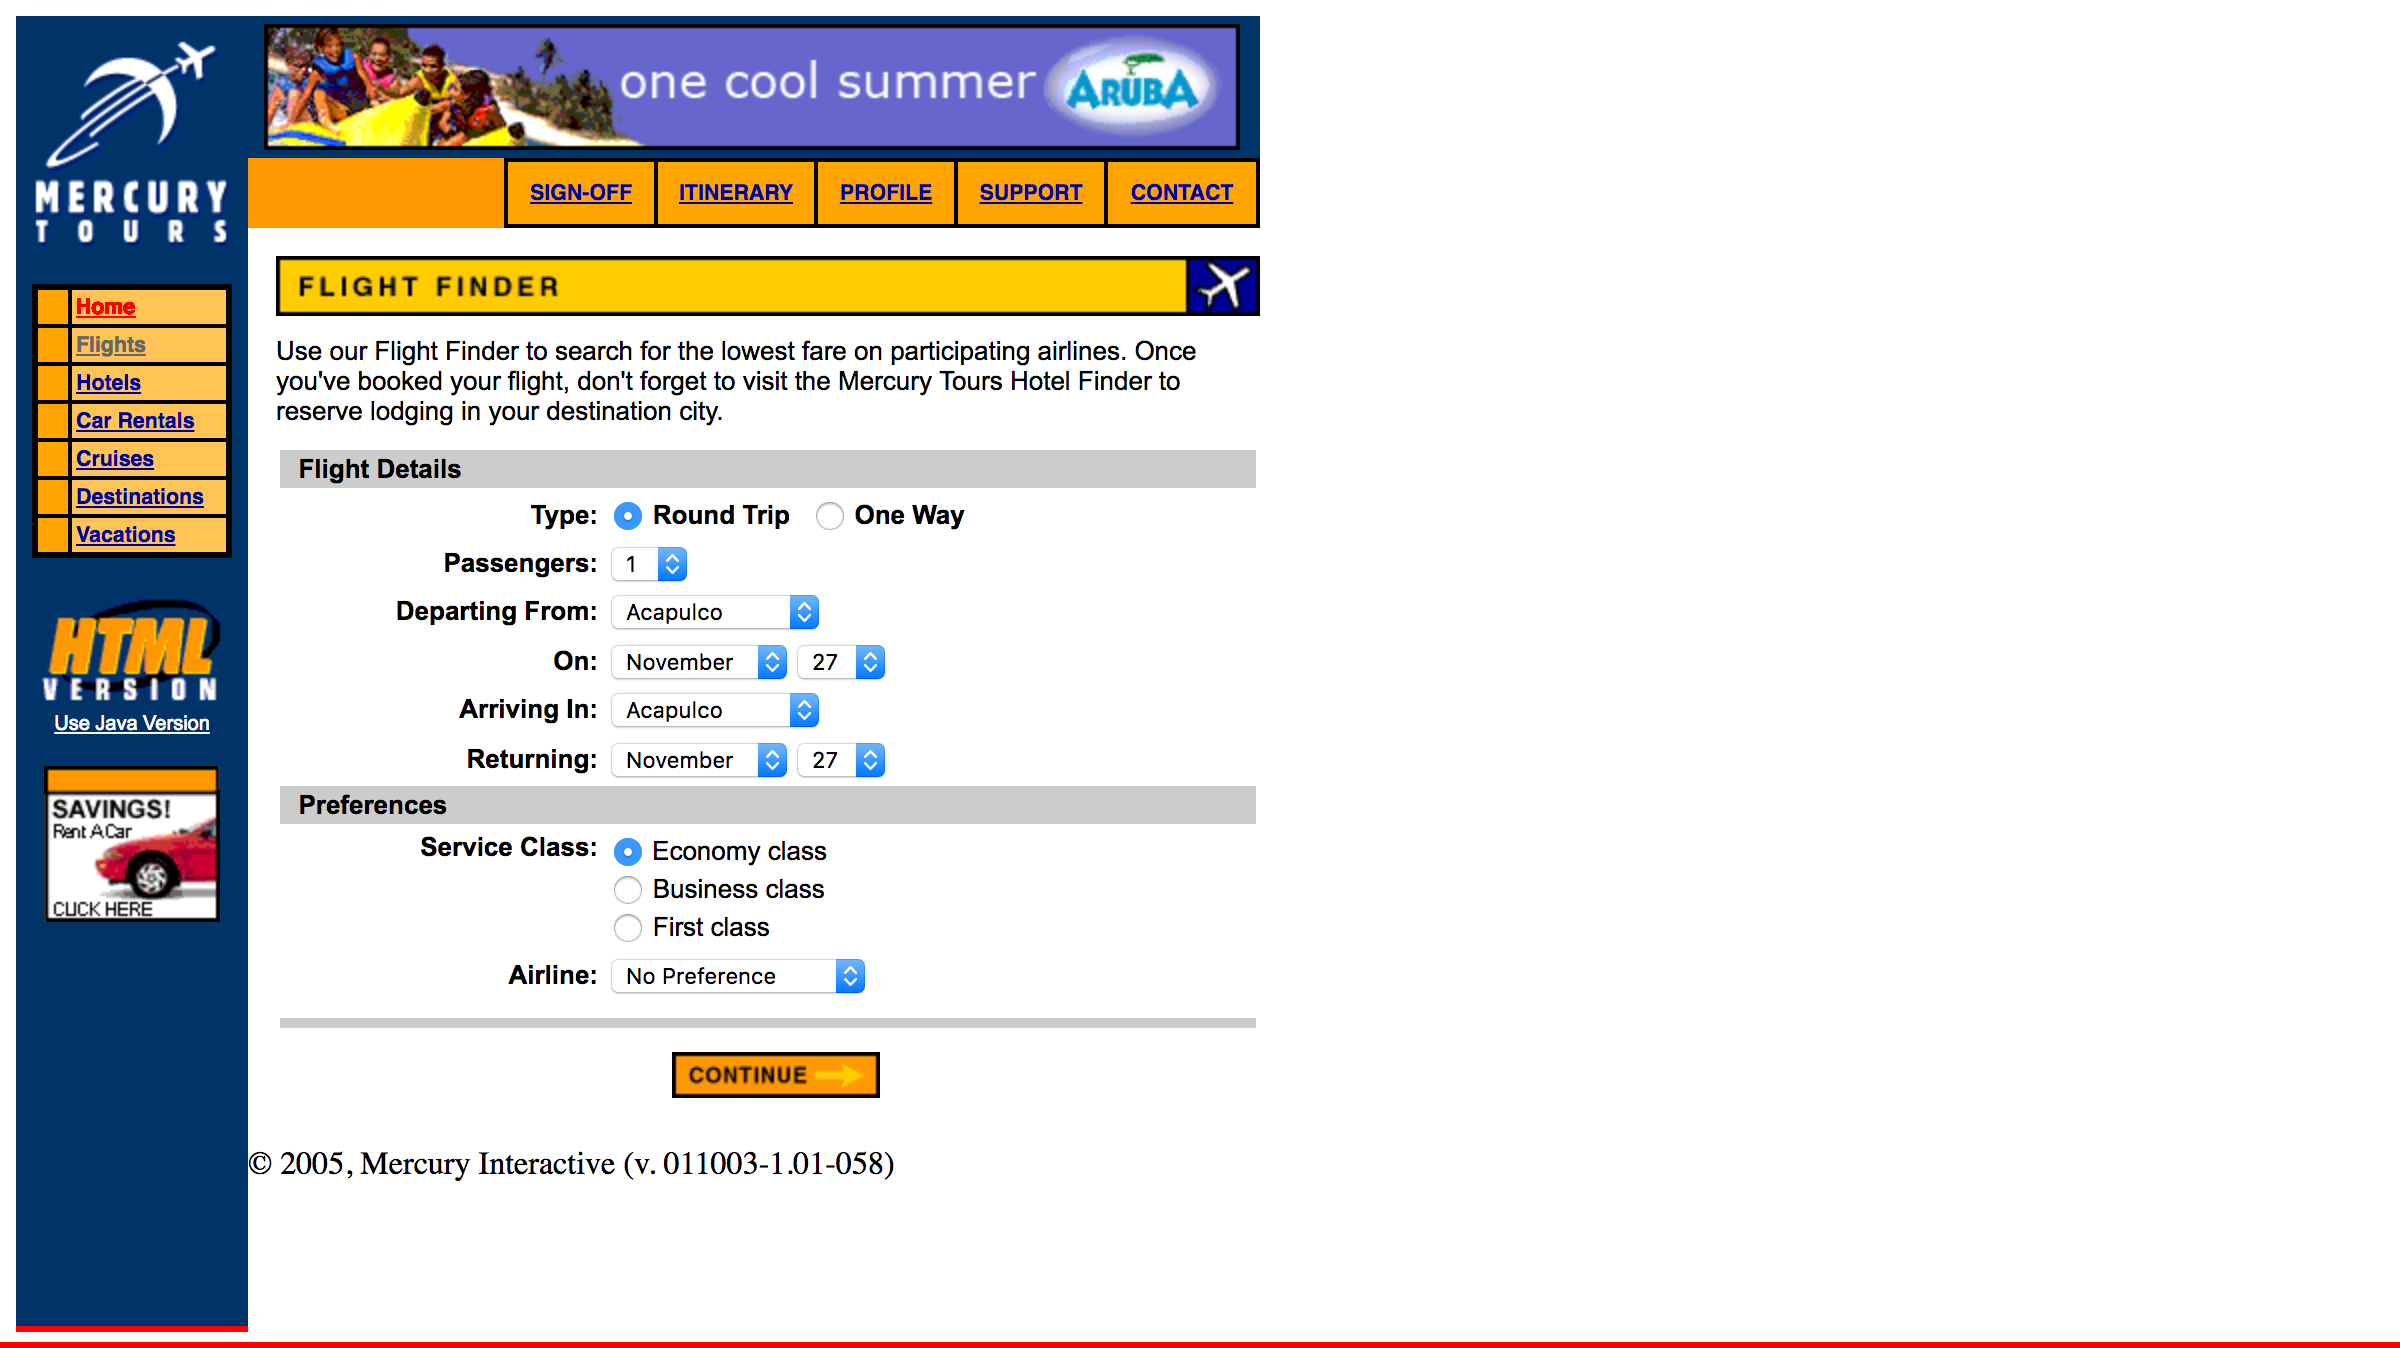 MERCURY
TOURS
one cool summer ARUBA
SIGN-OFF ITINERARY PROFILE SUPPORT CONTACT
Home
Flights
Hotels
Car Rentals
Cruises
Destinations
Vacations
HTML
VERSION
Use Java Version
SAVINGS!
Rent A Car
CLICK HERE
FLIGHT FINDER
Use our Flight Finder to search for the lowest fare on participating airlines. Once
you've booked your flight, don't forget to visit the Mercury Tours Hotel Finder to
reserve lodging in your destination city.
Flight Details
Type: Round Trip One Way
Passengers: 1
Departing From: Acapulco
On: November 27
Arriving In: Acapulco
Returning: November 27
Preferences
Service Class: Economy class
Business class
First class
Airline: No Preference
CONTINUE
© 2005, Mercury Interactive (v. 011003-1.01-058)